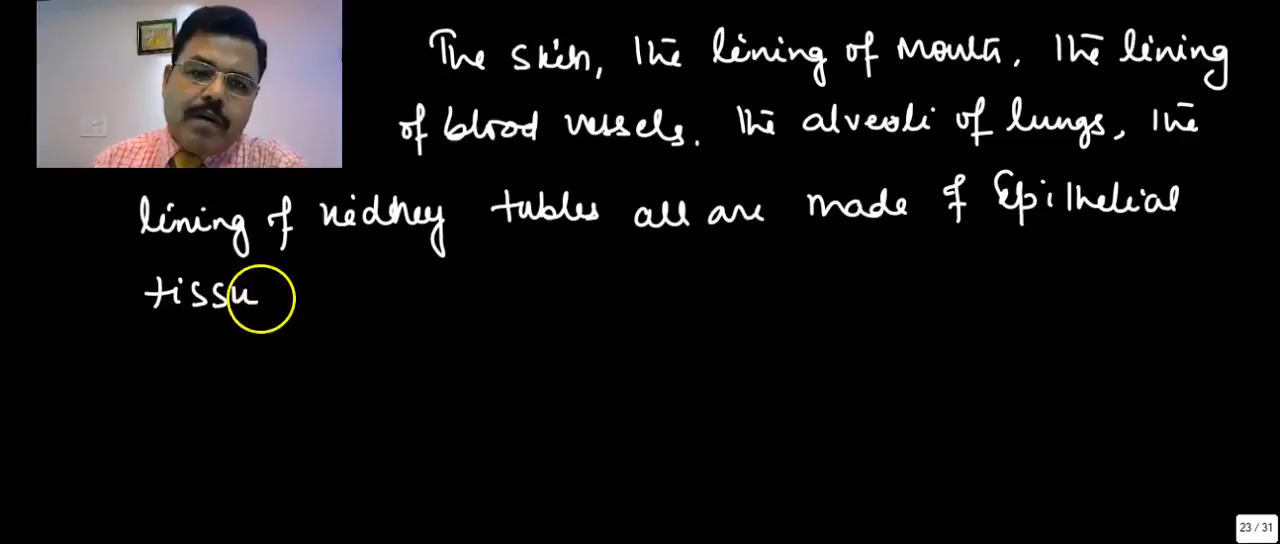 The skin, the lining of mouth, the lining
of blood vessels. the alveoli of lungs, the
lining of kidney tubles all are made of Epithelial
tissu
23 / 31